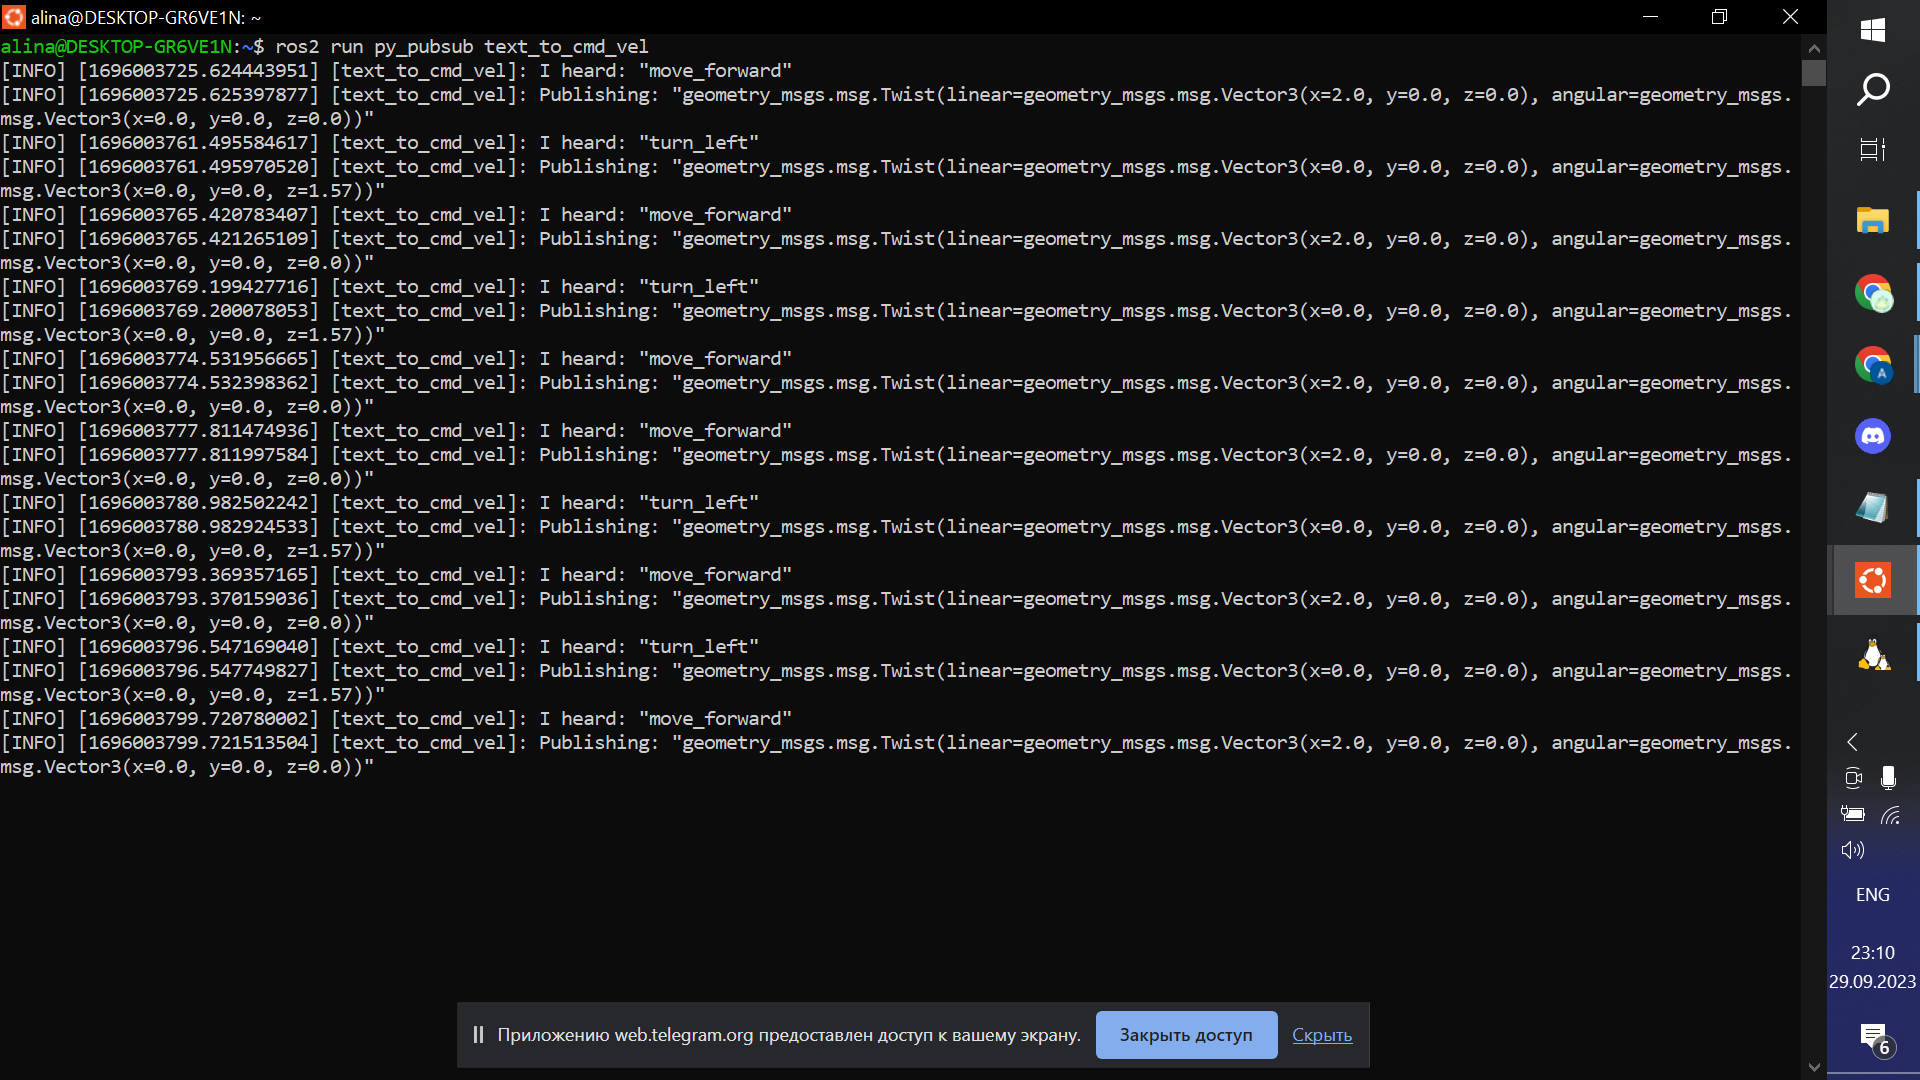 alina@DESKTOP-GR6VE1N: ~
alina@DESKTOP-GR6VE1N:~$ ros2 run py_pubsub text_to_cmd_vel
[INFO] [1696003725.624443951] [text_to_cmd_vel]: I heard: "move_forward"
[INFO] [1696003725.625397877] [text_to_cmd_vel]: Publishing: "geometry_msgs.msg.Twist(linear=geometry_msgs.msg.Vector3(x=2.0, y=0.0, z=0.0), angular=geometry_msgs.
msg.Vector3(x=0.0, y=0.0, z=0.0))"
[INFO] [1696003761.495584617] [text_to_cmd_vel]: I heard: "turn_left"
[INFO] [1696003761.495970520] [text_to_cmd_vel]: Publishing: "geometry_msgs.msg.Twist(linear=geometry_msgs.msg.Vector3(x=0.0, y=0.0, z=0.0), angular=geometry_msgs.
msg.Vector3(x=0.0, y=0.0, z=1.57))"
[INFO] [1696003765.420783407] [text_to_cmd_vel]: I heard: "move_forward"
[INFO] [1696003765.421265109] [text_to_cmd_vel]: Publishing: "geometry_msgs.msg.Twist(linear=geometry_msgs.msg.Vector3(x=2.0, y=0.0, z=0.0), angular=geometry_msgs.
msg.Vector3(x=0.0, y=0.0, z=0.0))"
[INFO] [1696003769.199427716] [text_to_cmd_vel]: I heard: "turn_left"
[INFO] [1696003769.200078053] [text_to_cmd_vel]: Publishing: "geometry_msgs.msg.Twist(linear=geometry_msgs.msg.Vector3(x=0.0, y=0.0, z=0.0), angular=geometry_msgs.
msg.Vector3(x=0.0, y=0.0, z=1.57))"
[INFO] [1696003774.531956665] [text_to_cmd_vel]: I heard: "move_forward"
[INFO] [1696003774.532398362] [text_to_cmd_vel]: Publishing: "geometry_msgs.msg.Twist(linear=geometry_msgs.msg.Vector3(x=2.0, y=0.0, z=0.0), angular=geometry_msgs.
msg.Vector3(x=0.0, y=0.0, z=0.0))"
[INFO] [1696003777.811474936] [text_to_cmd_vel]: I heard: "move_forward"
[INFO] [1696003777.811997584] [text_to_cmd_vel]: Publishing: "geometry_msgs.msg.Twist(linear=geometry_msgs.msg.Vector3(x=2.0, y=0.0, z=0.0), angular=geometry_msgs.
msg.Vector3(x=0.0, y=0.0, z=0.0))"
[INFO] [1696003780.982502242] [text_to_cmd_vel]: I heard: "turn_left"
[INFO] [1696003780.982924533] [text_to_cmd_vel]: Publishing: "geometry_msgs.msg.Twist(linear=geometry_msgs.msg.Vector3(x=0.0, y=0.0, z=0.0), angular=geometry_msgs.
msg.Vector3(x=0.0, y=0.0, z=1.57))"
[INFO] [1696003793.369357165] [text_to_cmd_vel]: I heard: "move_forward"
[INFO] [1696003793.370159036] [text_to_cmd_vel]: Publishing: "geometry_msgs.msg.Twist(linear=geometry_msgs.msg.Vector3(x=2.0, y=0.0, z=0.0), angular=geometry_msgs.
msg.Vector3(x=0.0, y=0.0, z=0.0))"
[INFO] [1696003796.547169040] [text_to_cmd_vel]: I heard: "turn_left"
[INFO] [1696003796.547749827] [text_to_cmd_vel]: Publishing: "geometry_msgs.msg.Twist(linear=geometry_msgs.msg.Vector3(x=0.0, y=0.0, z=0.0), angular=geometry_msgs.
msg.Vector3(x=0.0, y=0.0, z=1.57))"
[INFO] [1696003799.720780002] [text_to_cmd_vel]: I heard: "move_forward"
[INFO] [1696003799.721513504] [text_to_cmd_vel]: Publishing: "geometry_msgs.msg.Twist(linear=geometry_msgs.msg.Vector3(x=2.0, y=0.0, z=0.0), angular=geometry_msgs.
msg.Vector3(x=0.0, y=0.0, z=0.0))"
Приложению web.telegram.org предоставлен доступ к вашему экрану. Закрыть доступ Скрыть
A
ENG
23:10
29.09.2023
6